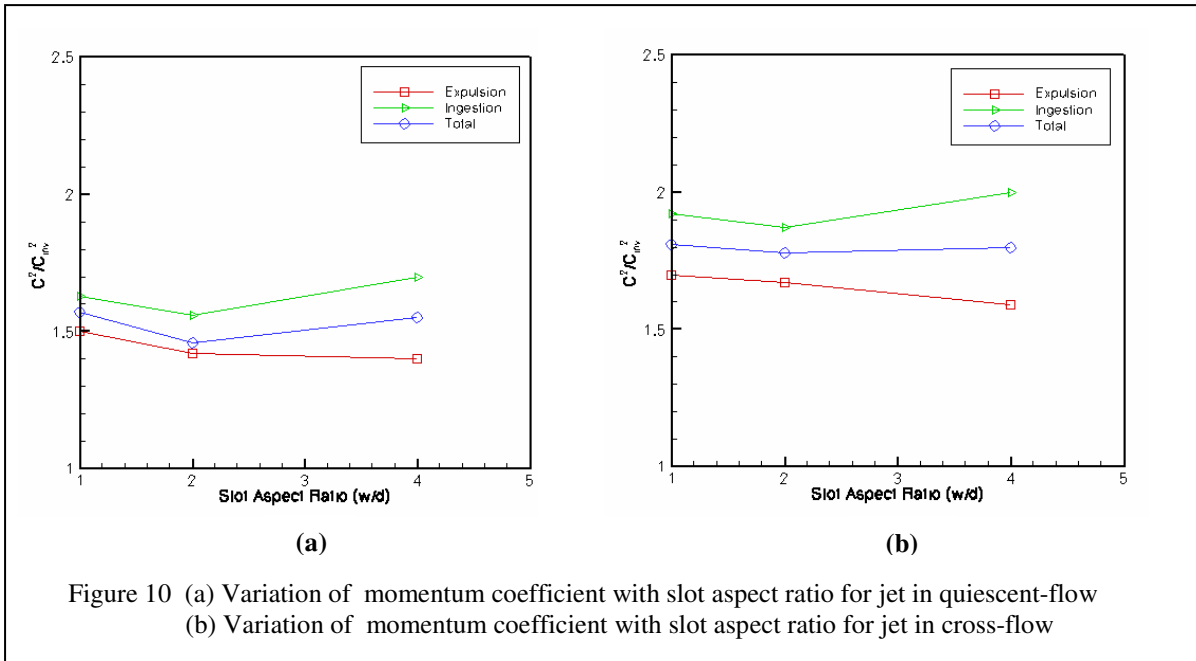 2.5
Expulsion
Ingestion
Total
2
C²/C²inv
1.5
1
1 2 3 4 5
Slot Aspect Ratio (w/d)
(a)
2.5
Expulsion
Ingestion
Total
2
C²/C²inv
1.5
1
1 2 3 4 5
Slot Aspect Ratio (w/d)
(b)
Figure 10 (a) Variation of momentum coefficient with slot aspect ratio for jet in quiescent-flow
(b) Variation of momentum coefficient with slot aspect ratio for jet in cross-flow